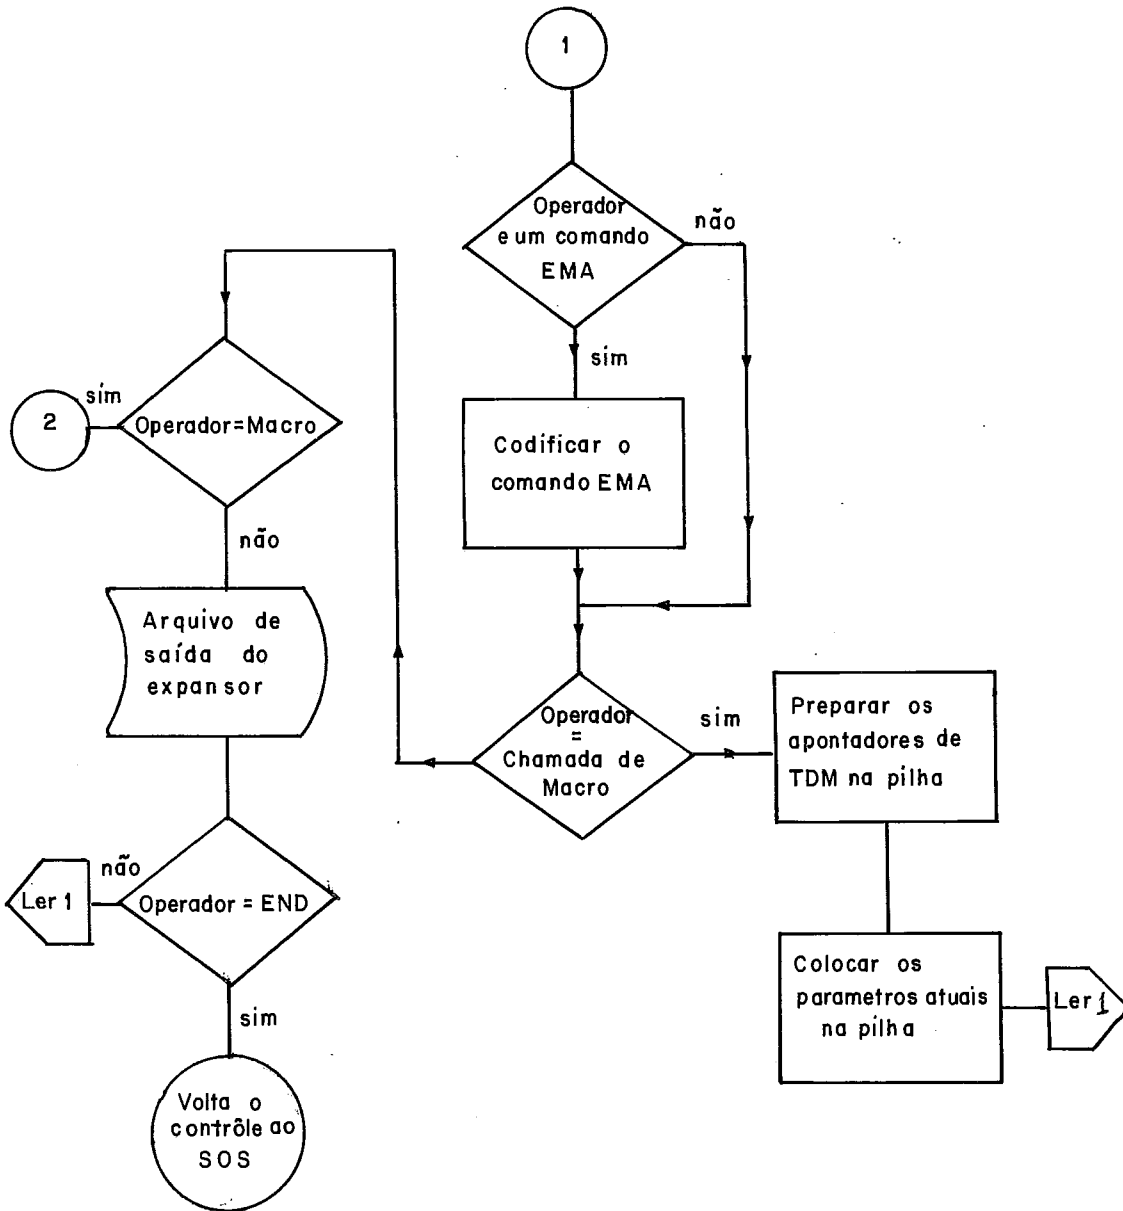 1
Operador
e um comando
EMA
não
sim
Codificar o
comando EMA
Operador
=
Chamada de
Macro
sim
Preparar os
apontadores de
TDM na pilha
Colocar os
parametros atuais
na pilha
Ler 1
Operador=Macro
sim
2
não
Arquivo de
saída do
expansor
Operador = END
não
Ler 1
sim
Volta o
contrôle ao
SOS